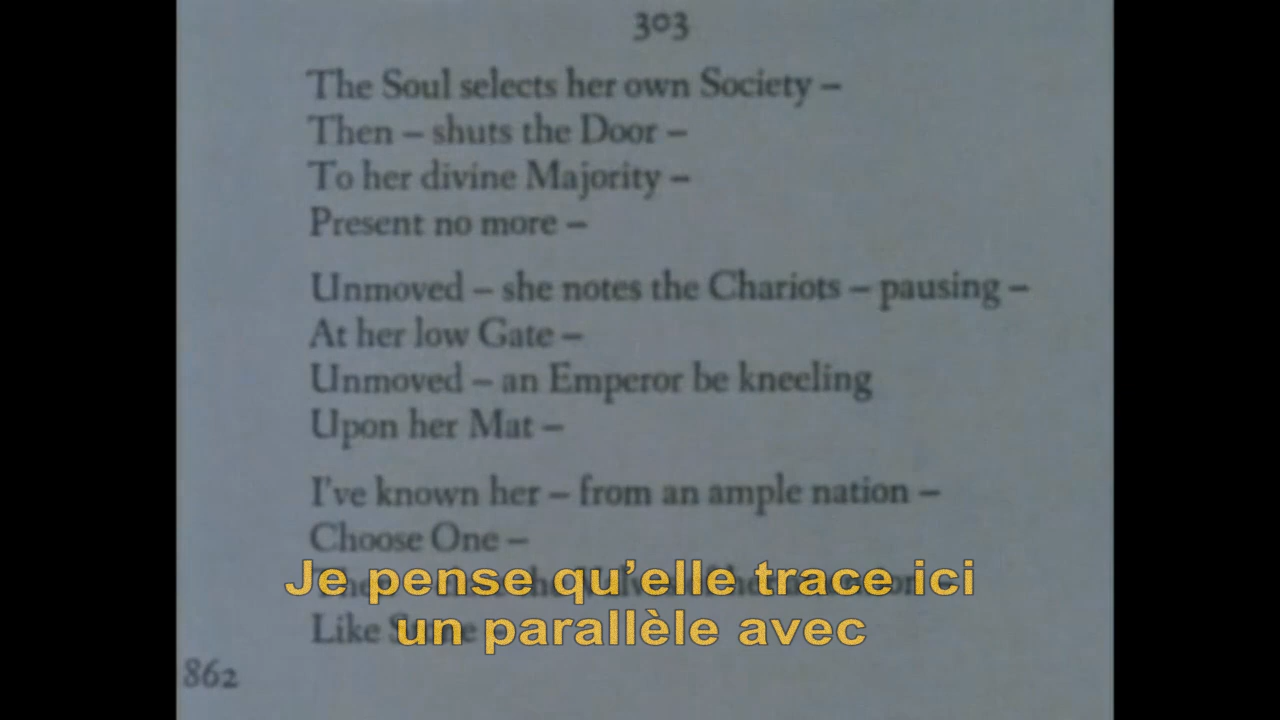 303
The Soul selects her own Society –
Then – shuts the Door –
To her divine Majority –
Present no more –
Unmoved – she notes the Chariots – pausing –
At her low Gate –
Unmoved – an Emperor be kneeling
Upon her Mat –
I've known her – from an ample nation –
Choose One –
Je pense qu’elle trace ici
Like
un parallèle avec
862